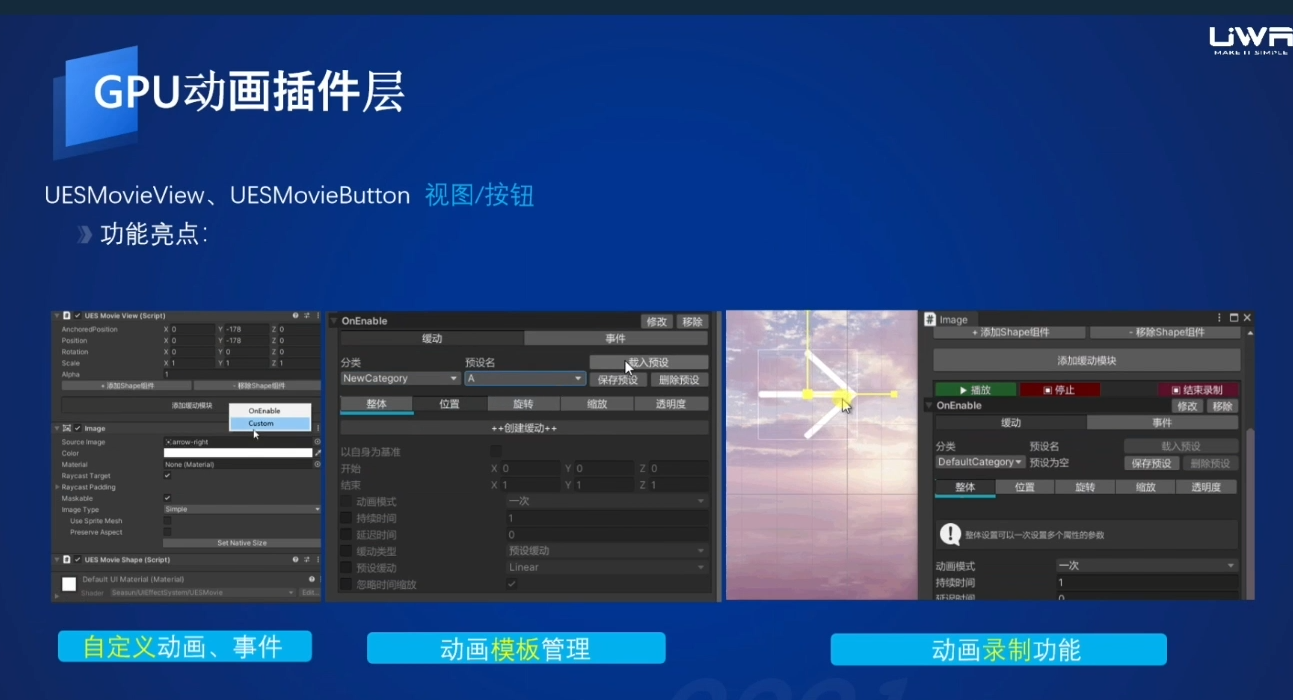 UWA
MAKE IT SIMPLE
GPU动画插件层
UESMovieView、UESMovieButton 视图/按钮
功能亮点：
UES Movie View (Script)
AnchoredPosition X 0 Y -178 Z 0
Position X 0 Y -178 Z 0
Rotation X 0 Y 0 Z 0
Scale X 1 Y 1 Z 1
Alpha 1
+ 添加Shape组件 - 移除Shape组件
添加缓动模块
OnEnable
Custom
Image
Source Image arrow-right
Color
Material None (Material)
Raycast Target
Raycast Padding
Maskable
Image Type Simple
Use Sprite Mesh
Preserve Aspect
Set Native Size
UES Movie Shape (Script)
Default UI Material (Material)
Shader Seasun/UIEffectSystem/UESMovie Edit...
OnEnable 修改 移除
缓动 事件
分类 预设名 载入预设
NewCategory A 保存预设 删除预设
整体 位置 旋转 缩放 透明度
++创建缓动++
以自身为基准
开始 X 0 Y 0 Z 0
结束 X 1 Y 1 Z 1
动画模式 一次
持续时间 1
延迟时间 0
缓动类型 预设缓动
预设缓动 Linear
忽略时间缩放
Image
+ 添加Shape组件 - 移除Shape组件
添加缓动模块
播放 停止 结束录制
OnEnable 修改 移除
缓动 事件
分类 预设名 载入预设
DefaultCategory 预设为空 保存预设 删除预设
整体 位置 旋转 缩放 透明度
整体设置可以一次设置多个属性的参数
动画模式 一次
持续时间 1
延迟时间 0
自定义动画、事件
动画模板管理
动画录制功能